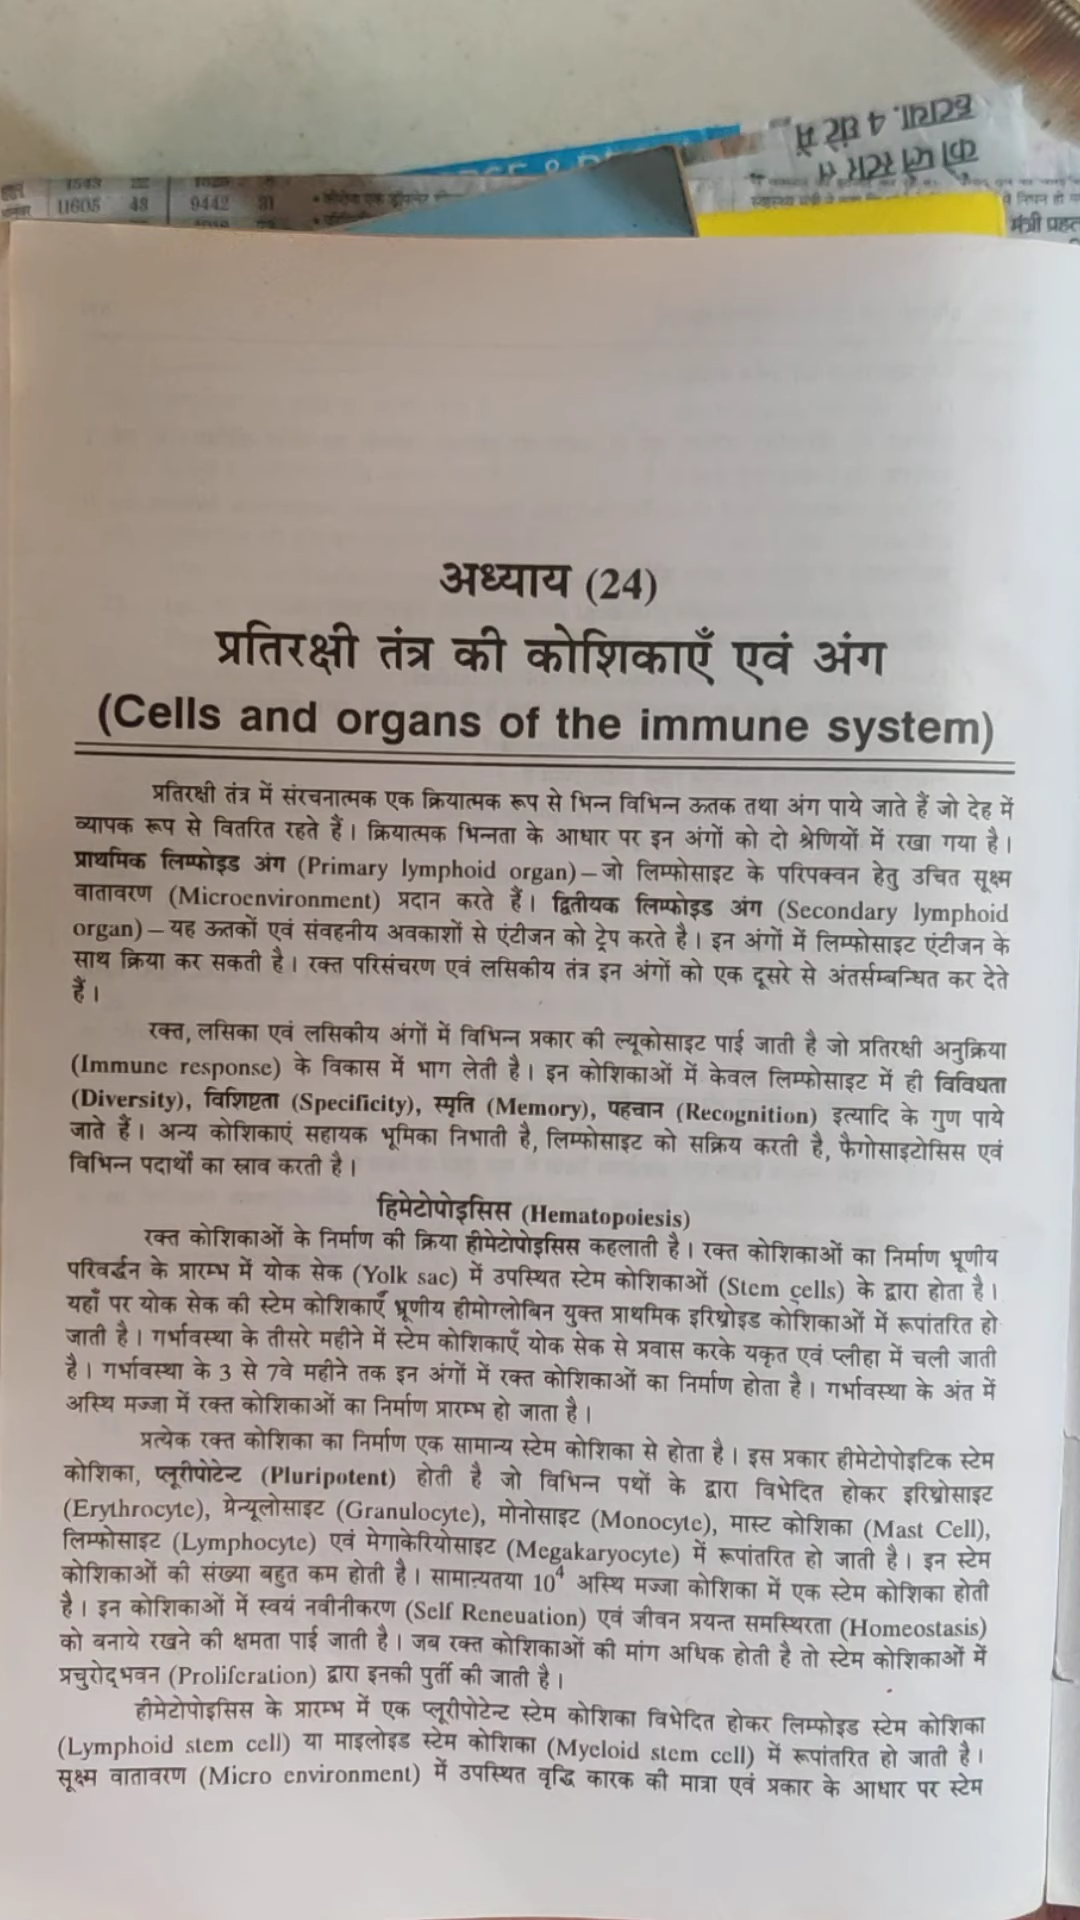 हटाया. 4 घंटे में
को प्लास्टर त
11605 48 9442 31
मंत्री प्रहल
अध्याय (24)
प्रतिरक्षी तंत्र की कोशिकाएँ एवं अंग
(Cells and organs of the immune system)
प्रतिरक्षी तंत्र में संरचनात्मक एक क्रियात्मक रूप से भिन्न विभिन्न ऊतक तथा अंग पाये जाते हैं जो देह में
व्यापक रूप से वितरित रहते हैं। क्रियात्मक भिन्नता के आधार पर इन अंगों को दो श्रेणियों में रखा गया है।
प्राथमिक लिम्फोइड अंग (Primary lymphoid organ)–जो लिम्फोसाइट के परिपक्वन हेतु उचित सूक्ष्म
वातावरण (Microenvironment) प्रदान करते हैं। द्वितीयक लिम्फोइड अंग (Secondary lymphoid
organ)–यह ऊतकों एवं संवहनीय अवकाशों से एंटीजन को ट्रेप करते है। इन अंगों में लिम्फोसाइट एंटीजन के
साथ क्रिया कर सकती है। रक्त परिसंचरण एवं लसिकीय तंत्र इन अंगों को एक दूसरे से अंतर्सम्बन्धित कर देते
हैं।
रक्त, लसिका एवं लसिकीय अंगों में विभिन्न प्रकार की ल्यूकोसाइट पाई जाती है जो प्रतिरक्षी अनुक्रिया
(Immune response) के विकास में भाग लेती है। इन कोशिकाओं में केवल लिम्फोसाइट में ही विविधता
(Diversity), विशिष्टता (Specificity), स्मृति (Memory), पहचान (Recognition) इत्यादि के गुण पाये
जाते हैं। अन्य कोशिकाएं सहायक भूमिका निभाती है, लिम्फोसाइट को सक्रिय करती है, फैगोसाइटोसिस एवं
विभिन्न पदार्थों का स्राव करती है।
हिमेटोपोइसिस (Hematopoiesis)
रक्त कोशिकाओं के निर्माण की क्रिया हीमेटोपोइसिस कहलाती है। रक्त कोशिकाओं का निर्माण भ्रूणीय
परिवर्द्धन के प्रारम्भ में योक सेक (Yolk sac) में उपस्थित स्टेम कोशिकाओं (Stem cells) के द्वारा होता है।
यहाँ पर योक सेक की स्टेम कोशिकाएँ भ्रूणीय हीमोग्लोबिन युक्त प्राथमिक इरिथ्रोइड कोशिकाओं में रूपांतरित हो
जाती है। गर्भावस्था के तीसरे महीने में स्टेम कोशिकाएँ योक सेक से प्रवास करके यकृत एवं प्लीहा में चली जाती
है। गर्भावस्था के 3 से 7वे महीने तक इन अंगों में रक्त कोशिकाओं का निर्माण होता है। गर्भावस्था के अंत में
अस्थि मज्जा में रक्त कोशिकाओं का निर्माण प्रारम्भ हो जाता है।
प्रत्येक रक्त कोशिका का निर्माण एक सामान्य स्टेम कोशिका से होता है। इस प्रकार हीमेटोपोइटिक स्टेम
कोशिका, प्लूरीपोटेन्ट (Pluripotent) होती है जो विभिन्न पथों के द्वारा विभेदित होकर इरिथ्रोसाइट
(Erythrocyte), ग्रेन्यूलोसाइट (Granulocyte), मोनोसाइट (Monocyte), मास्ट कोशिका (Mast Cell),
लिम्फोसाइट (Lymphocyte) एवं मेगाकेरियोसाइट (Megakaryocyte) में रूपांतरित हो जाती है। इन स्टेम
कोशिकाओं की संख्या बहुत कम होती है। सामान्यतया 10⁴ अस्थि मज्जा कोशिका में एक स्टेम कोशिका होती
है। इन कोशिकाओं में स्वयं नवीनीकरण (Self Reneuation) एवं जीवन प्रयन्त समस्थिरता (Homeostasis)
को बनाये रखने की क्षमता पाई जाती है। जब रक्त कोशिकाओं की मांग अधिक होती है तो स्टेम कोशिकाओं में
प्रचुरोद्भवन (Proliferation) द्वारा इनकी पुर्ती की जाती है।
हीमेटोपोइसिस के प्रारम्भ में एक प्लूरीपोटेन्ट स्टेम कोशिका विभेदित होकर लिम्फोइड स्टेम कोशिका
(Lymphoid stem cell) या माइलोइड स्टेम कोशिका (Myeloid stem cell) में रूपांतरित हो जाती है।
सूक्ष्म वातावरण (Micro environment) में उपस्थित वृद्धि कारक की मात्रा एवं प्रकार के आधार पर स्टेम